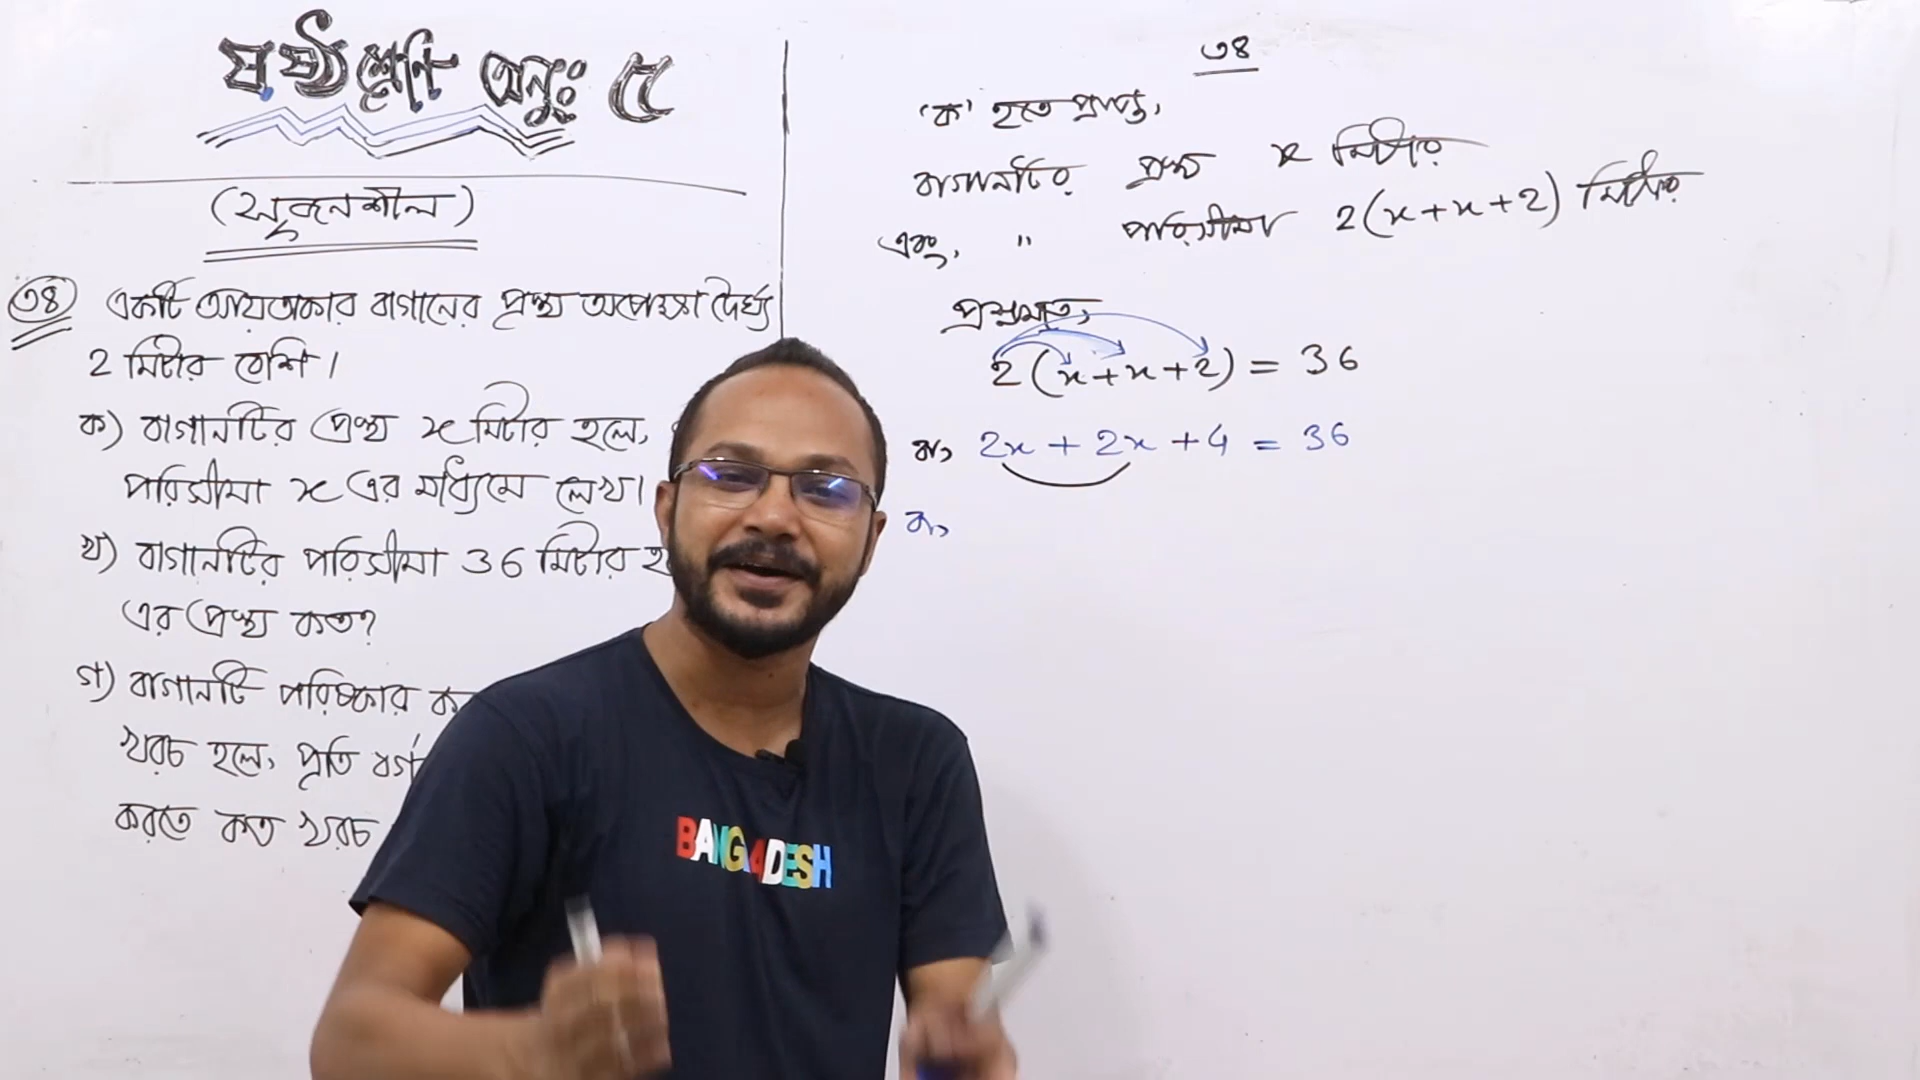 ষষ্ঠ শ্রেণি অনুঃ ৫
(সৃজনশীল)
৩৪ একটি আয়তাকার বাগানের প্রস্থ অপেক্ষা দৈর্ঘ্য
2 মিটার বেশি।
ক) বাগানটির প্রস্থ x মিটার হলে,
পরিসীমা x এর মাধ্যমে লেখ।
খ) বাগানটির পরিসীমা 36 মিটার
এর প্রস্থ কত?
গ) বাগানটি পরিষ্কার
খরচ হলে, প্রতি বর্গ
করতে কত খরচ
৩৪
'ক' হতে প্রাপ্ত,
বাগানটির প্রস্থ x মিটার
এবং, " পরিসীমা 2(x+x+2) মিটার
প্রশ্নমতে,
2(x+x+2) = 36
বা, 2x + 2x + 4 = 36
বা,
BANGLADESH